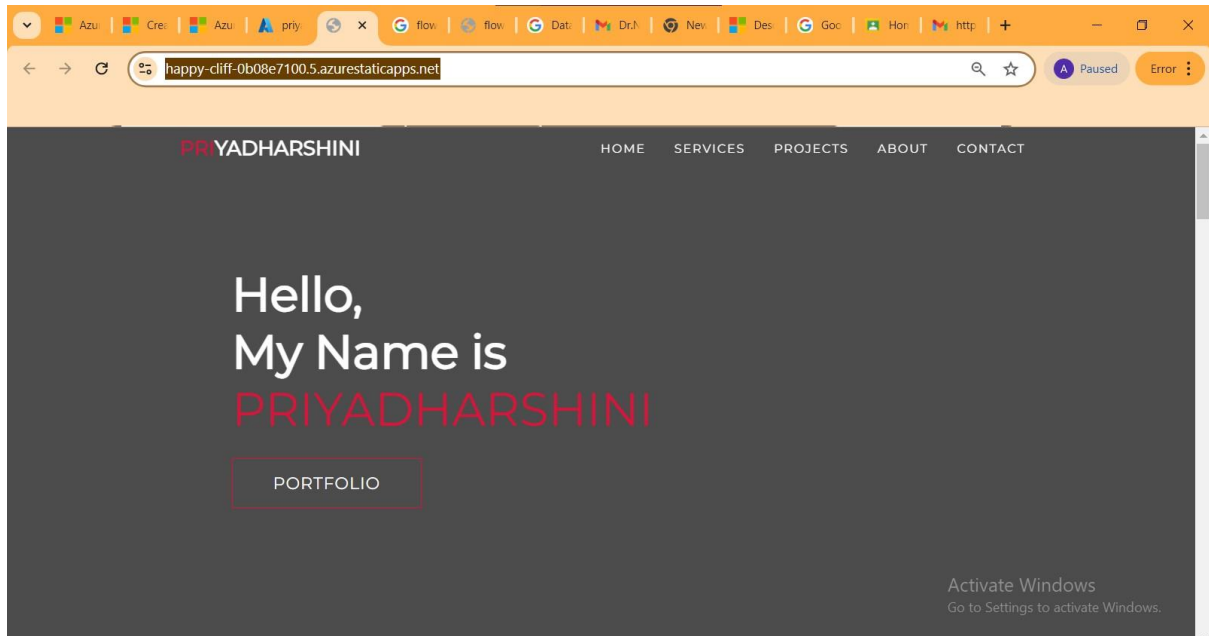 Azu Cre Azu priy flow flow Data Dr.N New Des Goo Hon http
happy-cliff-0b08e7100.5.azurestaticapps.net A Paused Error
PRIYADHARSHINI HOME SERVICES PROJECTS ABOUT CONTACT
Hello,
My Name is
PRIYADHARSHINI
PORTFOLIO
Activate Windows
Go to Settings to activate Windows.